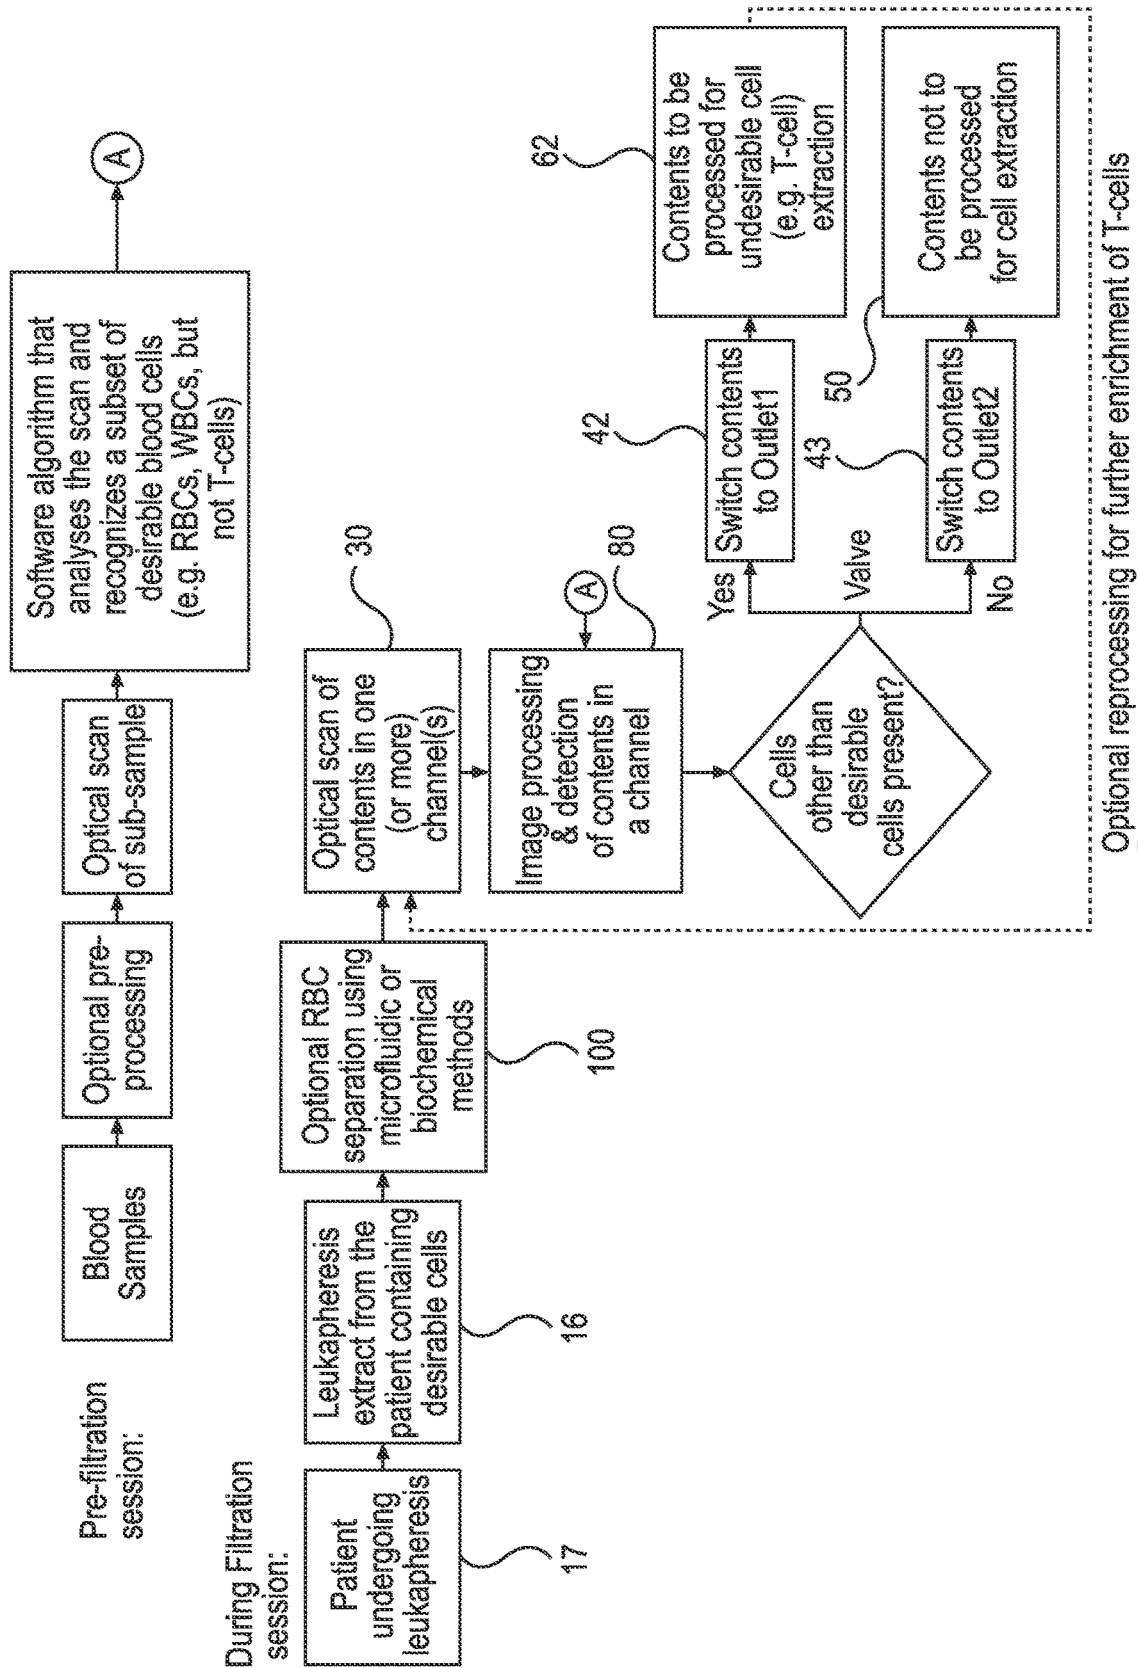 Pre-filtration
session:
Blood
Samples
Optional pre-
processing
Optical scan
of sub-sample
Software algorithm that
analyses the scan and
recognizes a subset of
desirable blood cells
(e.g. RBCs, WBCs, but
not T-cells)
A
During Filtration
session:
Patient
undergoing
leukapheresis
17
Leukapheresis
extract from the
patient containing
desirable cells
16
Optional RBC
separation using
microfluidic or
biochemical
methods
100
Optical scan of
contents in one
(or more)
channel(s)
30
Image processing
& detection
of contents in
a channel
A
80
Cells
other than
desirable
cells present?
Yes
Valve
No
Switch contents
to Outlet1
42
Switch contents
to Outlet2
43
Contents to be
processed for
undesirable cell
(e.g. T-cell)
extraction
62
Contents not to
be processed
for cell extraction
50
Optional reprocessing for further enrichment of T-cells